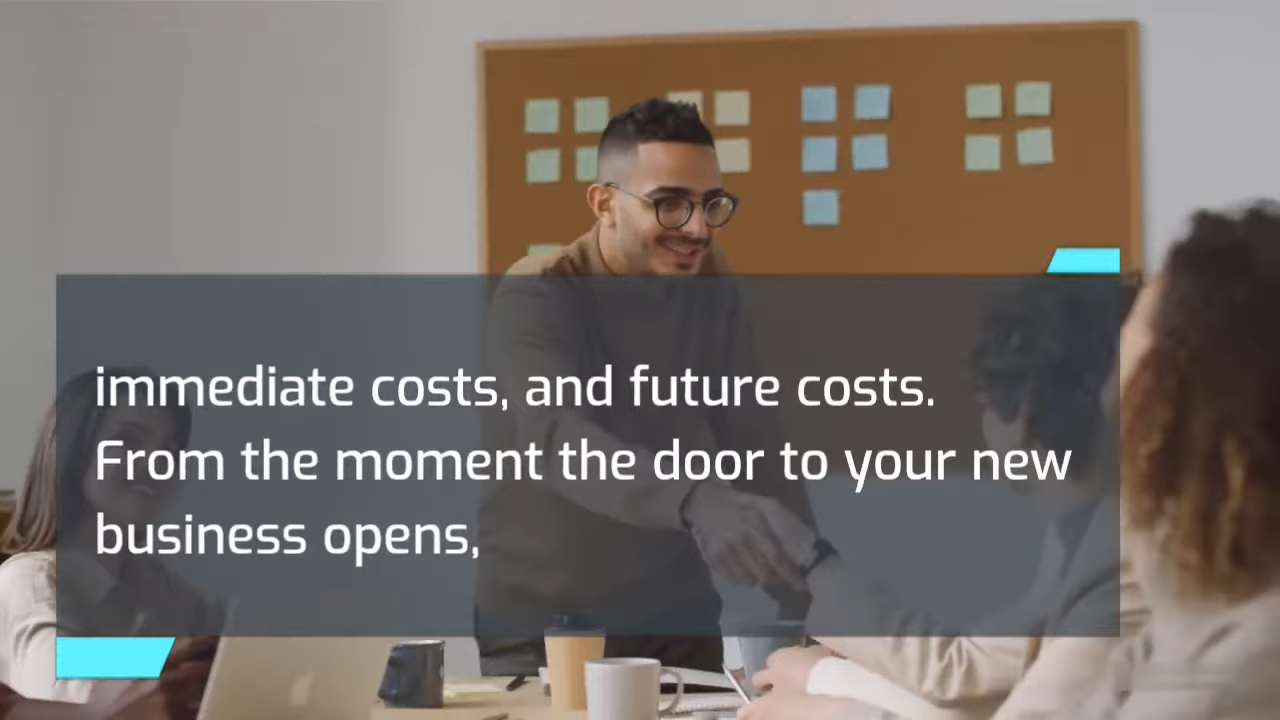 immediate costs, and future costs.
From the moment the door to your new
business opens,